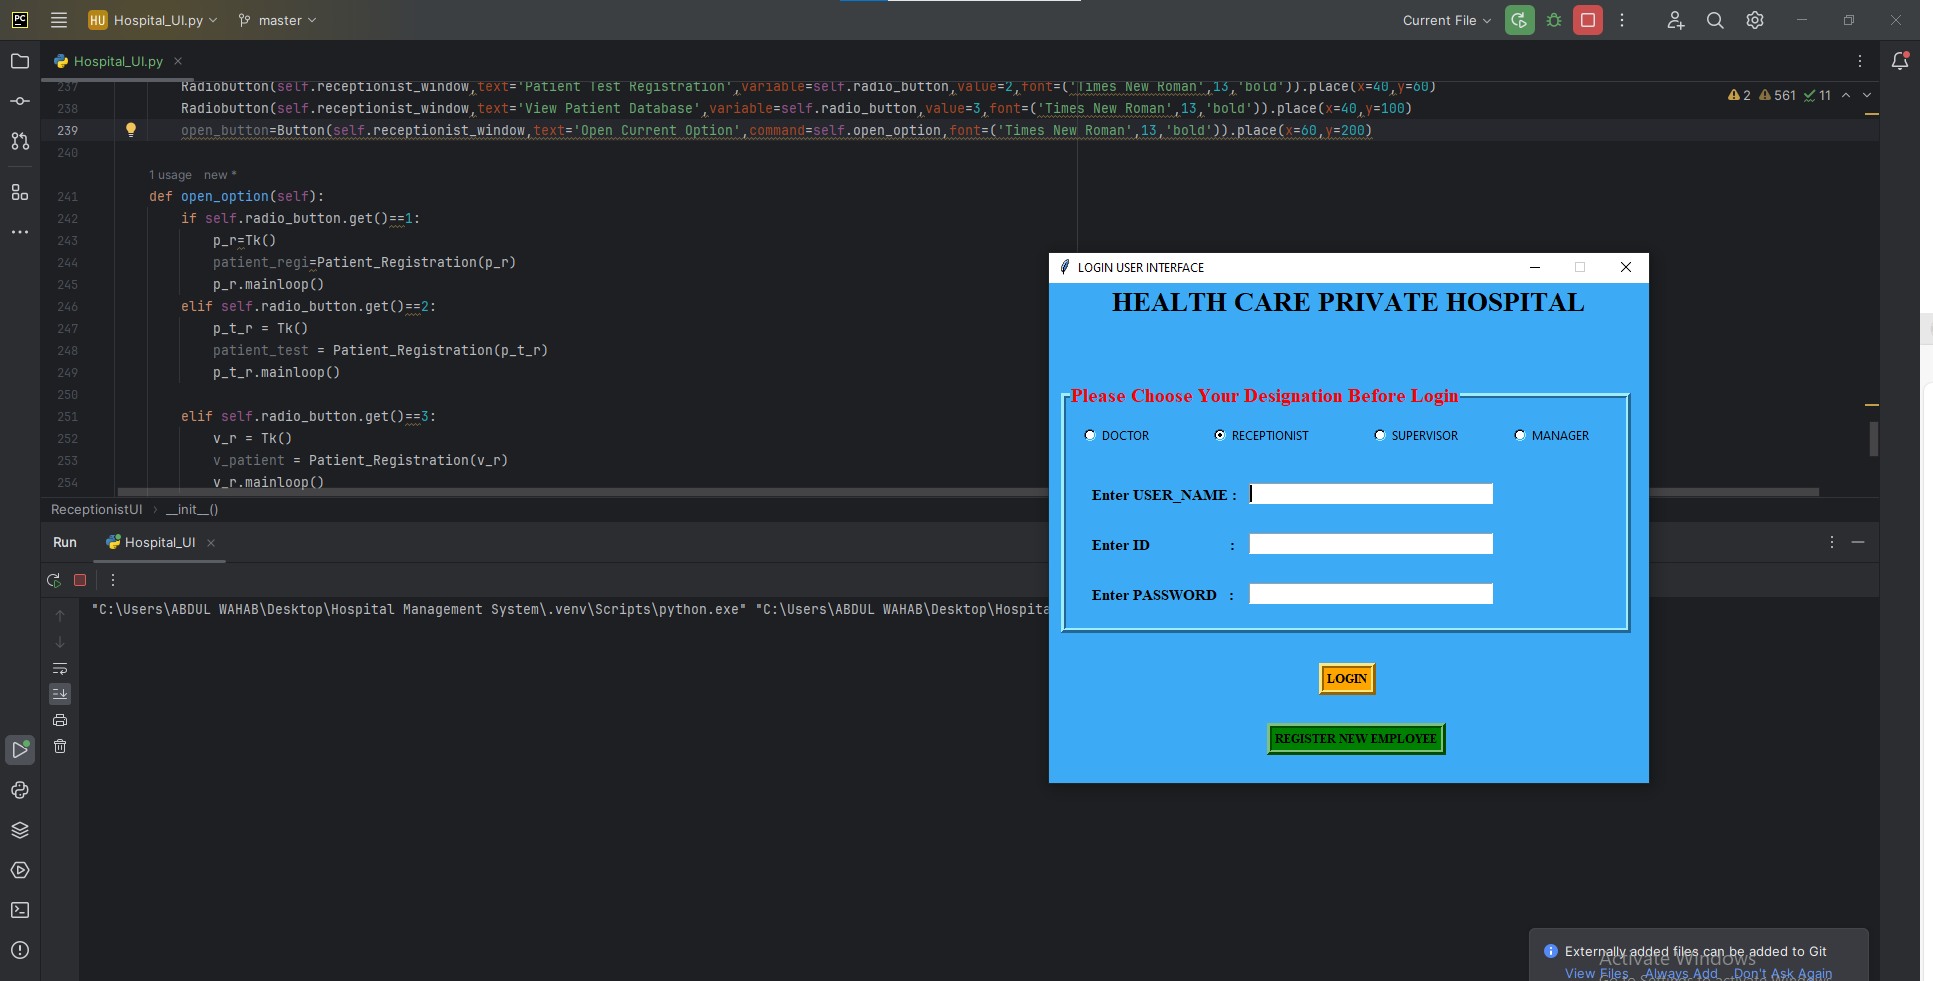 PC HU Hospital_UI.py master Current File
Hospital_UI.py
237 Radiobutton(self.receptionist_window,text='Patient Test Registration',variable=self.radio_button,value=2,font=('Times New Roman',13,'bold')).place(x=40,y=60)
238 Radiobutton(self.receptionist_window,text='View Patient Database',variable=self.radio_button,value=3,font=('Times New Roman',13,'bold')).place(x=40,y=100)
2 561 11
239 open_button=Button(self.receptionist_window,text='Open Current Option',command=self.open_option,font=('Times New Roman',13,'bold')).place(x=60,y=200)
240
1 usage new *
241 def open_option(self):
242 if self.radio_button.get()==1:
243 p_r=Tk()
244 patient_regi=Patient_Registration(p_r)
245 p_r.mainloop()
246 elif self.radio_button.get()==2:
247 p_t_r = Tk()
248 patient_test = Patient_Registration(p_t_r)
249 p_t_r.mainloop()
250
251 elif self.radio_button.get()==3:
252 v_r = Tk()
253 v_patient = Patient_Registration(v_r)
254 v_r.mainloop()
ReceptionistUI › __init__()
Run Hospital_UI
"C:\Users\ABDUL WAHAB\Desktop\Hospital Management System\.venv\Scripts\python.exe" "C:\Users\ABDUL WAHAB\Desktop\Hospita
LOGIN USER INTERFACE
HEALTH CARE PRIVATE HOSPITAL
Please Choose Your Designation Before Login
DOCTOR RECEPTIONIST SUPERVISOR MANAGER
Enter USER_NAME :
Enter ID :
Enter PASSWORD :
LOGIN
REGISTER NEW EMPLOYEE
Externally added files can be added to Git
Activate Windows
View Files Always Add Don't Ask Again
Go to Settings to activate Windows.